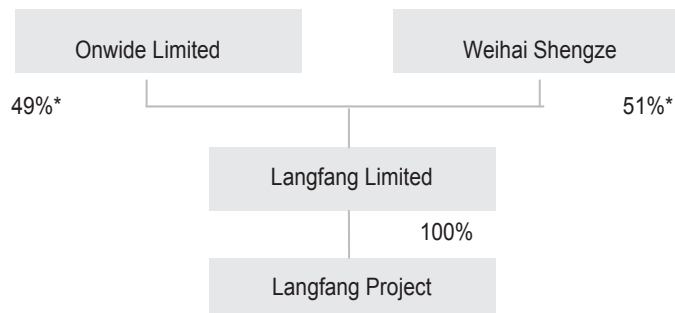 Onwide Limited
Weihai Shengze
49%*
51%*
Langfang Limited
100%
Langfang Project